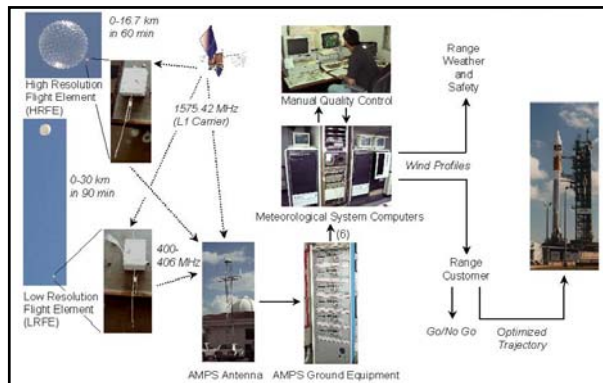 0-16.7 km
in 60 min
High Resolution
Flight Element
(HRFE)
1575.42 MHz
(L1 Carrier)
Manual Quality Control
Range
Weather
and
Safety
0-30 km
in 90 min
Wind Profiles
Meteorological System Computers
(6)
400-
406 MHz
Low Resolution
Flight Element
(LRFE)
Range
Customer
Go/No Go
Optimized
Trajectory
AMPS Antenna
AMPS Ground Equipment